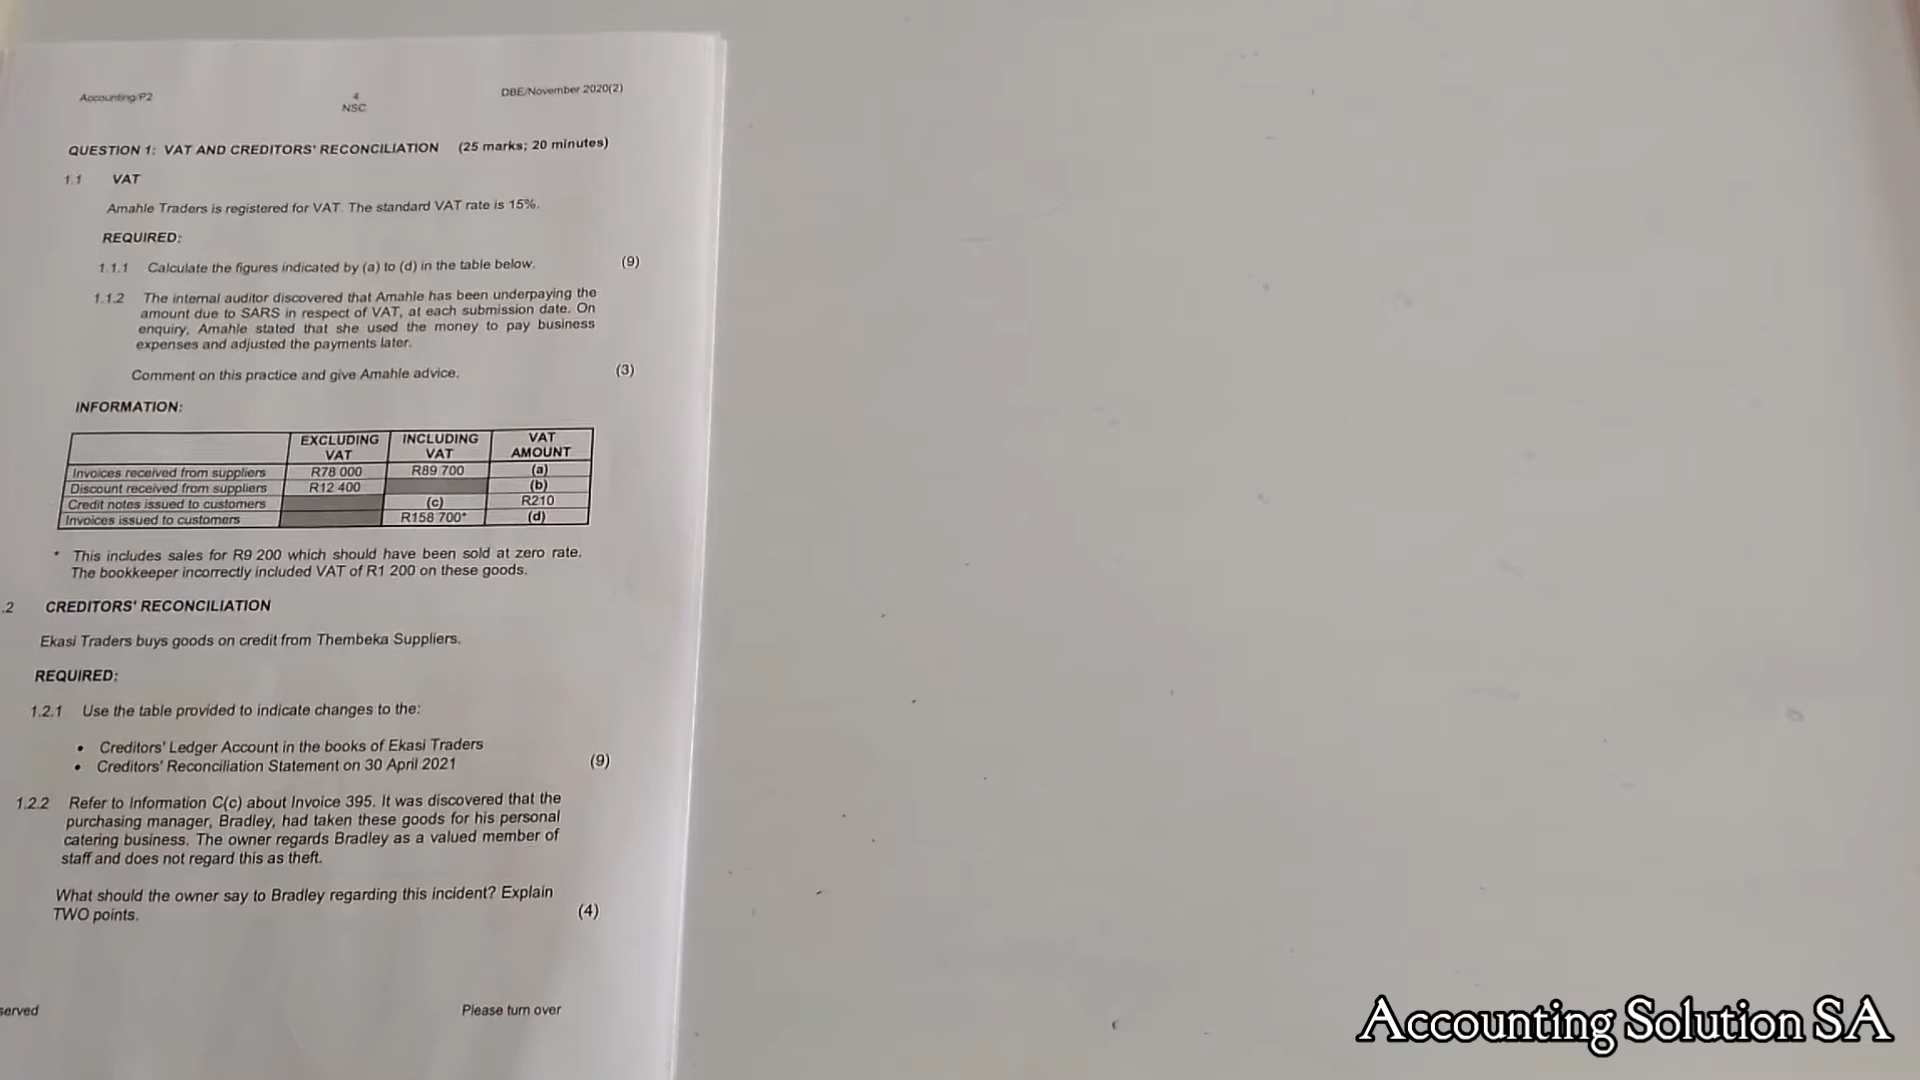 Accounting/P2
4
NSC
DBE/November 2020(2)
QUESTION 1: VAT AND CREDITORS' RECONCILIATION (25 marks; 20 minutes)
1.1 VAT
Amahle Traders is registered for VAT. The standard VAT rate is 15%.
REQUIRED:
1.1.1 Calculate the figures indicated by (a) to (d) in the table below. (9)
1.1.2 The internal auditor discovered that Amahle has been underpaying the
amount due to SARS in respect of VAT, at each submission date. On
enquiry, Amahle stated that she used the money to pay business
expenses and adjusted the payments later.
Comment on this practice and give Amahle advice. (3)
INFORMATION:
EXCLUDING VAT INCLUDING VAT VAT AMOUNT
Invoices received from suppliers R78 000 R89 700 (a)
Discount received from suppliers R12 400 (b)
Credit notes issued to customers (c) R210
Invoices issued to customers R158 700* (d)
* This includes sales for R9 200 which should have been sold at zero rate.
The bookkeeper incorrectly included VAT of R1 200 on these goods.
.2 CREDITORS' RECONCILIATION
Ekasi Traders buys goods on credit from Thembeka Suppliers.
REQUIRED:
1.2.1 Use the table provided to indicate changes to the:
• Creditors' Ledger Account in the books of Ekasi Traders
• Creditors' Reconciliation Statement on 30 April 2021 (9)
1.2.2 Refer to Information C(c) about Invoice 395. It was discovered that the
purchasing manager, Bradley, had taken these goods for his personal
catering business. The owner regards Bradley as a valued member of
staff and does not regard this as theft.
What should the owner say to Bradley regarding this incident? Explain
TWO points. (4)
served
Please turn over
Accounting Solution SA